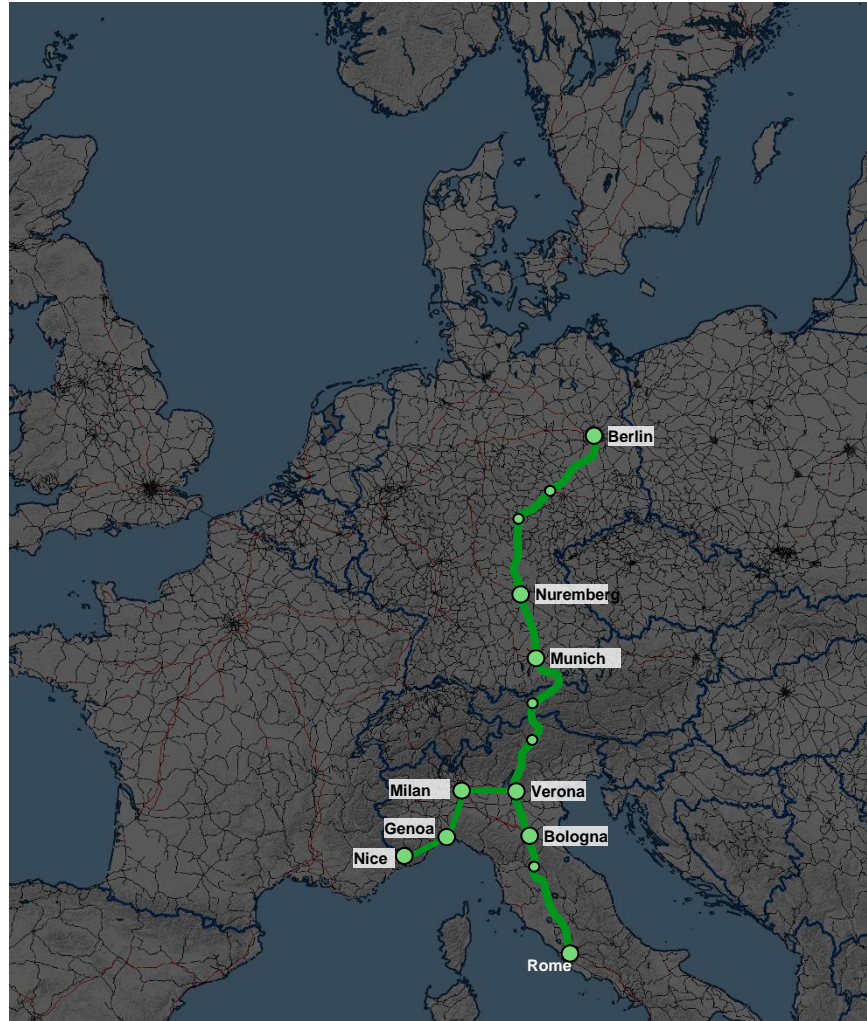 Berlin
Nuremberg
Munich
Milan
Verona
Genoa
Bologna
Nice
Rome